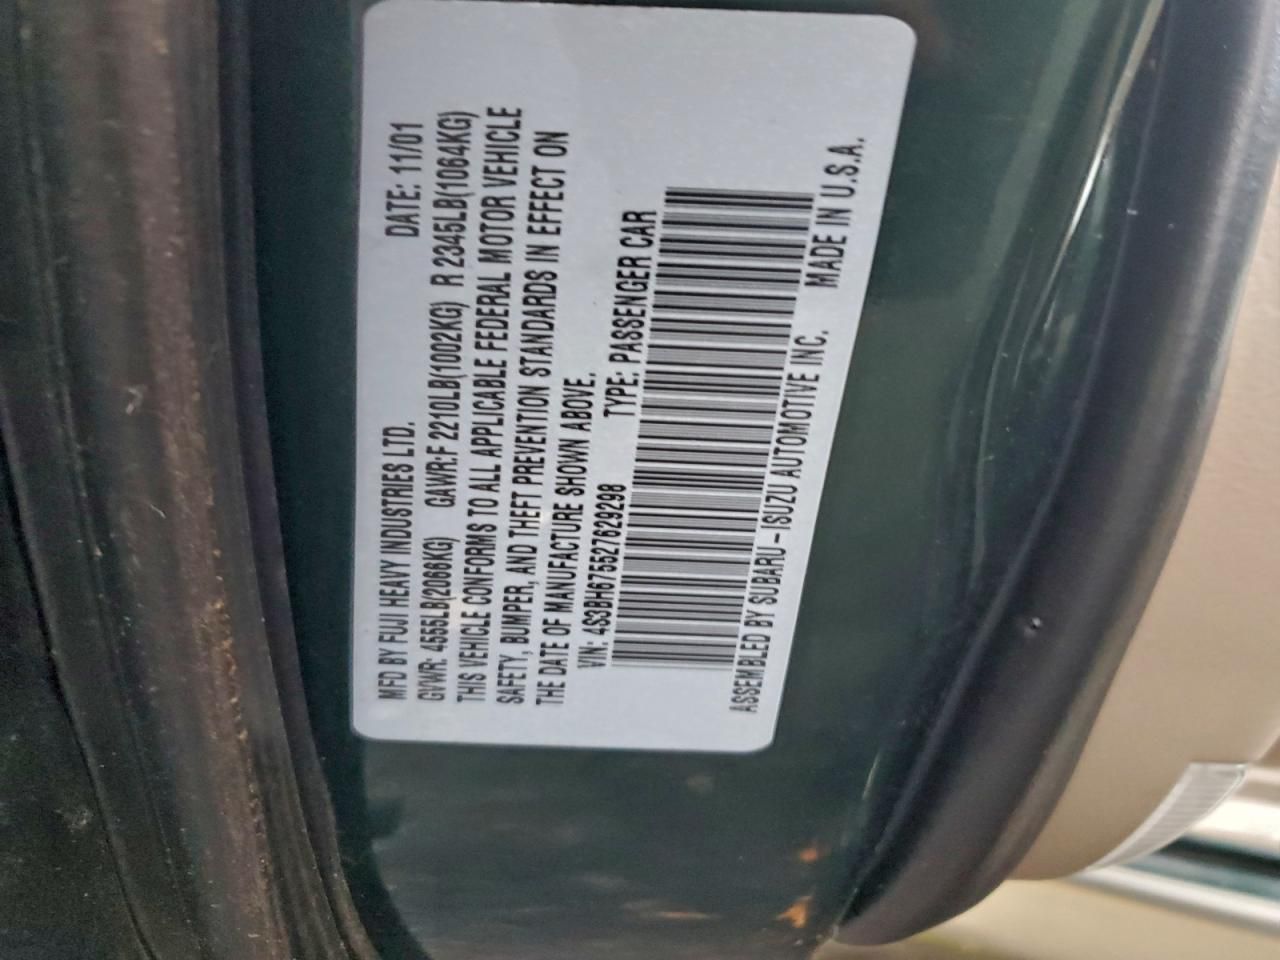 MFD BY FUJI HEAVY INDUSTRIES LTD. DATE: 11/01
GVWR: 4555LB(2066KG) GAWR:F 2210LB(1002KG) R 2345LB(1064KG)
THIS VEHICLE CONFORMS TO ALL APPLICABLE FEDERAL MOTOR VEHICLE
SAFETY, BUMPER, AND THEFT PREVENTION STANDARDS IN EFFECT ON
THE DATE OF MANUFACTURE SHOWN ABOVE.
VIN: 4S3BH675527629298 TYPE: PASSENGER CAR
ASSEMBLED BY SUBARU-ISUZU AUTOMOTIVE INC. MADE IN U.S.A.